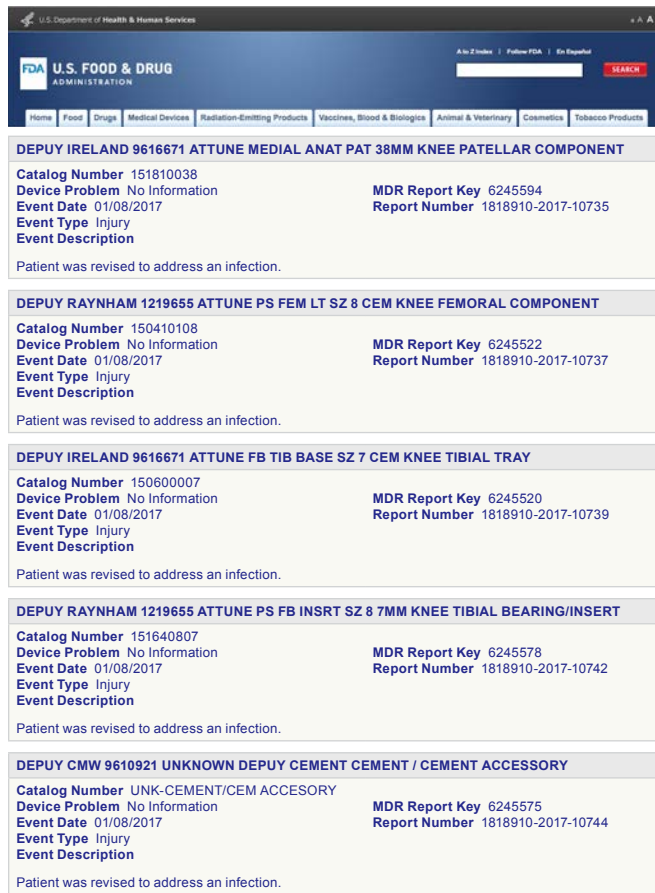 U.S. Department of Health & Human Services
A A A
A to Z Index | Follow FDA | En Español
FDA U.S. FOOD & DRUG
ADMINISTRATION
SEARCH
Home Food Drugs Medical Devices Radiation-Emitting Products Vaccines, Blood & Biologics Animal & Veterinary Cosmetics Tobacco Products
DEPUY IRELAND 9616671 ATTUNE MEDIAL ANAT PAT 38MM KNEE PATELLAR COMPONENT
Catalog Number 151810038
Device Problem No Information MDR Report Key 6245594
Event Date 01/08/2017 Report Number 1818910-2017-10735
Event Type Injury
Event Description
Patient was revised to address an infection.
DEPUY RAYNHAM 1219655 ATTUNE PS FEM LT SZ 8 CEM KNEE FEMORAL COMPONENT
Catalog Number 150410108
Device Problem No Information MDR Report Key 6245522
Event Date 01/08/2017 Report Number 1818910-2017-10737
Event Type Injury
Event Description
Patient was revised to address an infection.
DEPUY IRELAND 9616671 ATTUNE FB TIB BASE SZ 7 CEM KNEE TIBIAL TRAY
Catalog Number 150600007
Device Problem No Information MDR Report Key 6245520
Event Date 01/08/2017 Report Number 1818910-2017-10739
Event Type Injury
Event Description
Patient was revised to address an infection.
DEPUY RAYNHAM 1219655 ATTUNE PS FB INSRT SZ 8 7MM KNEE TIBIAL BEARING/INSERT
Catalog Number 151640807
Device Problem No Information MDR Report Key 6245578
Event Date 01/08/2017 Report Number 1818910-2017-10742
Event Type Injury
Event Description
Patient was revised to address an infection.
DEPUY CMW 9610921 UNKNOWN DEPUY CEMENT CEMENT / CEMENT ACCESSORY
Catalog Number UNK-CEMENT/CEM ACCESORY
Device Problem No Information MDR Report Key 6245575
Event Date 01/08/2017 Report Number 1818910-2017-10744
Event Type Injury
Event Description
Patient was revised to address an infection.